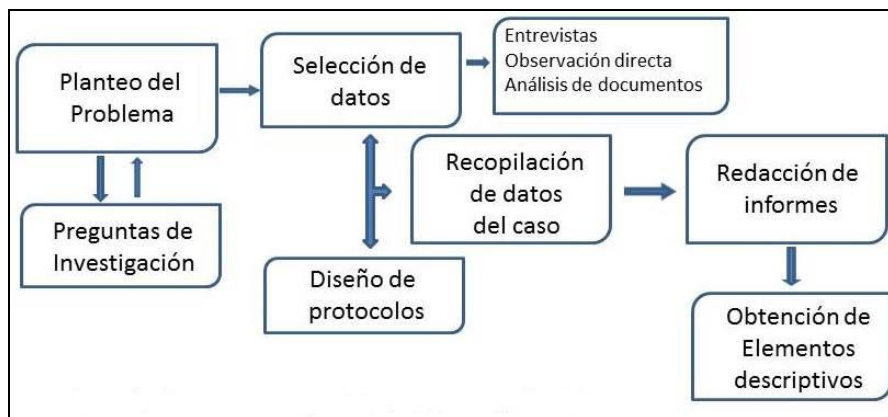 Planteo del
Problema
Selección de
datos
Entrevistas
Observación directa
Análisis de documentos
Preguntas de
Investigación
Recopilación
de datos
del caso
Redacción de
informes
Diseño de
protocolos
Obtención de
Elementos
descriptivos